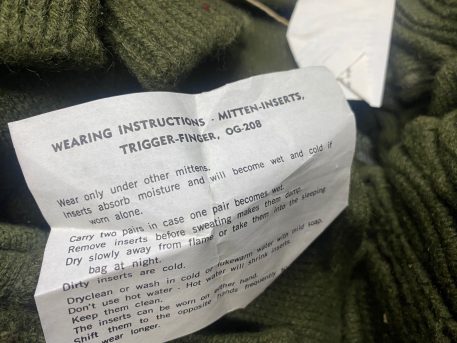 WEARING INSTRUCTIONS - MITTEN-INSERTS,
TRIGGER-FINGER, OG-208
Wear only under other mittens.
Inserts absorb moisture and will become wet and cold if
worn alone.
Carry two pairs in case one pair becomes wet.
Remove inserts before sweating makes them damp.
Dry slowly away from flame or take them into the sleeping
bag at night.
Dirty inserts are cold.
Dryclean or wash in cold or lukewarm water with mild soap.
Don't use hot water - Hot water will shrink inserts.
Keep them clean.
The inserts can be worn on either hand.
Shift them to the opposite hands frequently
wear longer.